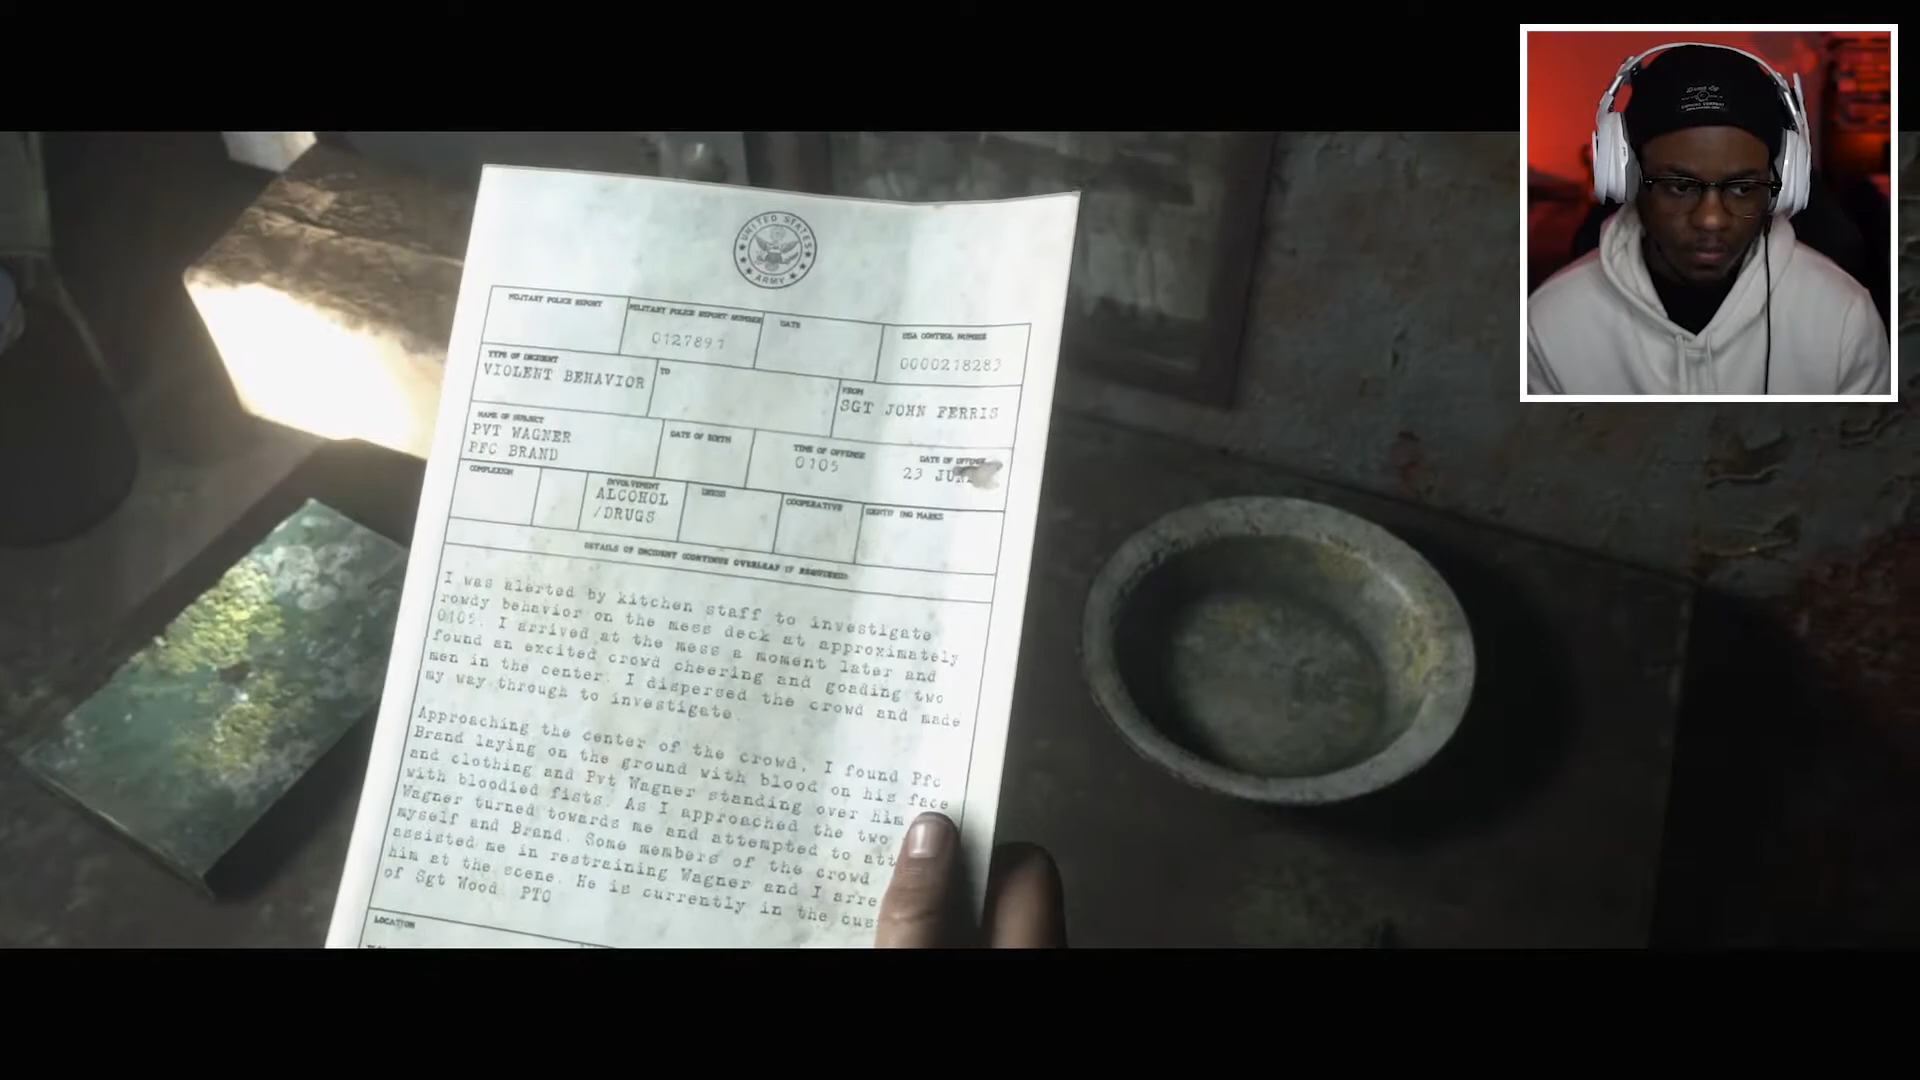 UNITED STATES
ARMY
MILITARY POLICE REPORT
MILITARY POLICE REPORT NUMBER
0127891
DATE
USA CONTROL NUMBER
0000218283
TYPE OF INCIDENT
VIOLENT BEHAVIOR
TO
FROM
SGT JOHN FERRIS
NAME OF SUBJECT
PVT WAGNER
PFC BRAND
DATE OF BIRTH
TIME OF OFFENSE
0105
DATE OF OFFENSE
23 JUNE
COMPLEXION
INVOLVEMENT
ALCOHOL
/DRUGS
DRESS
COOPERATIVE
MARKS
DETAILS OF INCIDENT (CONTINUE OVERLEAF IF REQUIRED)
I was alerted by kitchen staff to investigate
rowdy behavior on the mess deck at approximately
0105. I arrived at the mess a moment later and
found an excited crowd cheering and goading two
men in the center. I dispersed the crowd and made
my way through to investigate.
Approaching the center of the crowd, I found Pfc
Brand laying on the ground with blood on his face
and clothing and Pvt Wagner standing over him
with bloodied fists. As I approached the two
Wagner turned towards me and attempted to att
myself and Brand. Some members of the crowd
assisted me in restraining Wagner and I arre
him at the scene. He is currently in the cus
of Sgt Wood PTO
LOCATION